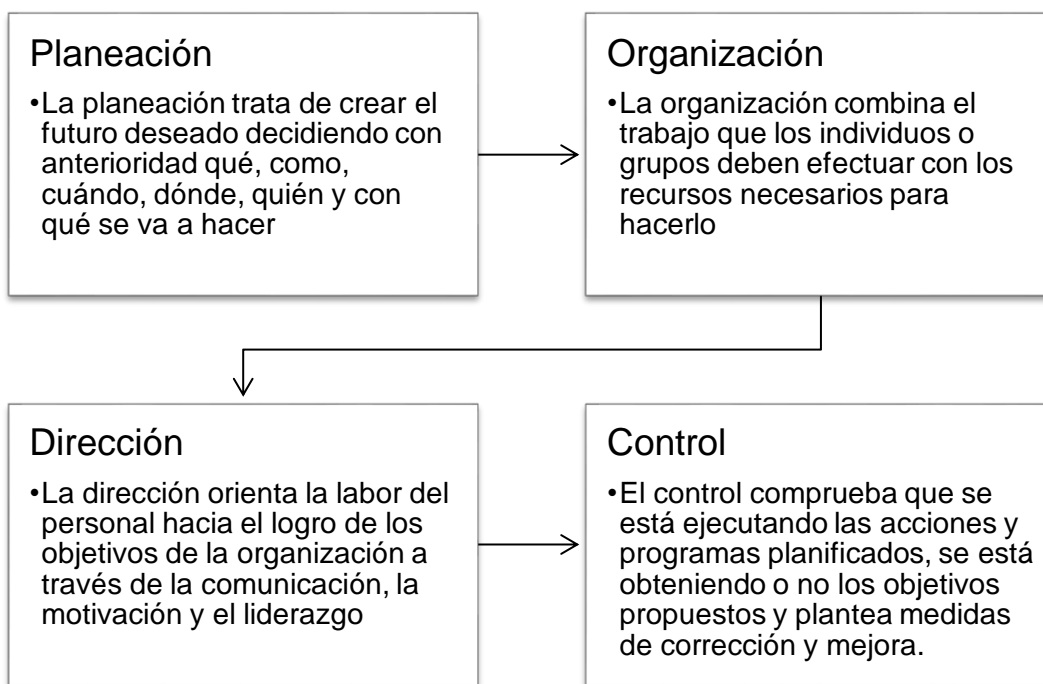 Planeación
•La planeación trata de crear el
futuro deseado decidiendo con
anterioridad qué, como,
cuándo, dónde, quién y con
qué se va a hacer
Organización
•La organización combina el
trabajo que los individuos o
grupos deben efectuar con los
recursos necesarios para
hacerlo
Dirección
•La dirección orienta la labor del
personal hacia el logro de los
objetivos de la organización a
través de la comunicación, la
motivación y el liderazgo
Control
•El control comprueba que se
está ejecutando las acciones y
programas planificados, se está
obteniendo o no los objetivos
propuestos y plantea medidas
de corrección y mejora.